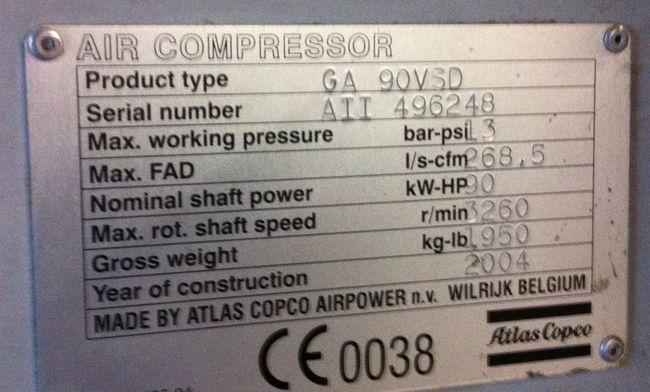 AIR COMPRESSOR
Product type GA 90VSD
Serial number AII 496248
Max. working pressure bar-psi 13
Max. FAD l/s-cfm 268,5
Nominal shaft power kW-HP 90
Max. rot. shaft speed r/min 3260
Gross weight kg-lb 1950
Year of construction 2004
MADE BY ATLAS COPCO AIRPOWER n.v. WILRIJK BELGIUM
CE 0038 Atlas Copco